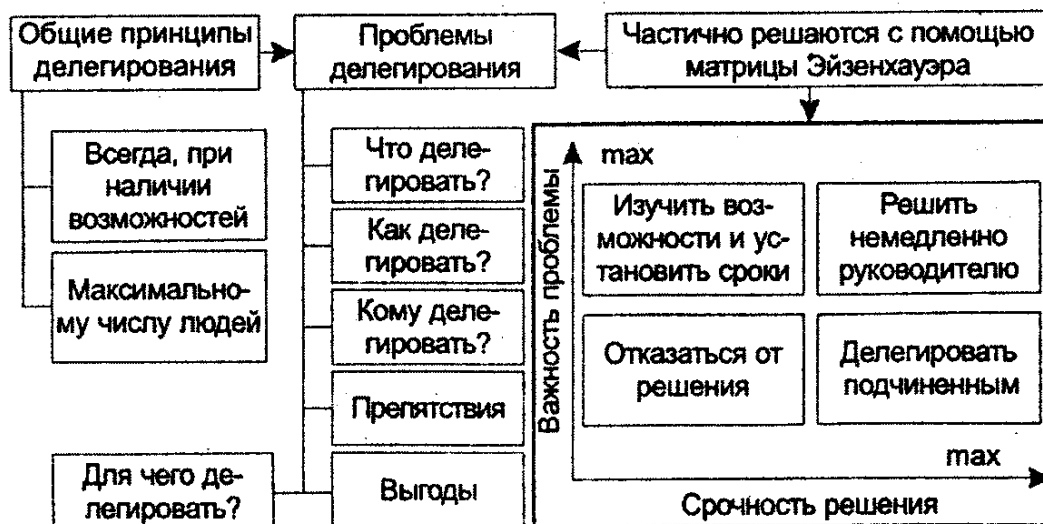 Общие принципы
делегирования
Проблемы
делегирования
Частично решаются с помощью
матрицы Эйзенхауэра
Всегда, при
наличии
возможностей
Максимально-
му числу людей
Для чего де-
легировать?
Что деле-
гировать?
Как деле-
гировать?
Кому деле-
гировать?
Препятствия
Выгоды
Важность проблемы
max
Изучить воз-
можности и ус-
тановить сроки
Решить
немедленно
руководителю
Отказаться от
решения
Делегировать
подчиненным
max
Срочность решения